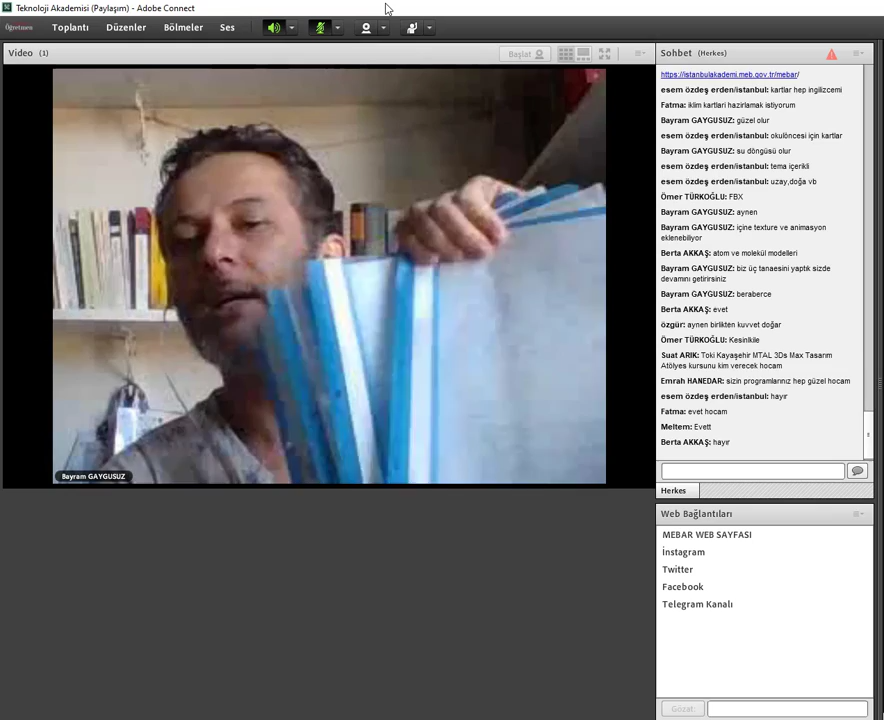 Teknoloji Akademisi (Paylaşım) - Adobe Connect
Toplantı Düzenler Bölmeler Ses
Video (1)
Başlat
Bayram GAYGUSUZ
Sohbet (Herkes)
https://istanbulakademi.meb.gov.tr/mebar/
esem özdeş erden/istanbul: kartlar hep ingilizcemi
Fatma: iklim kartlari hazirlamak istiyorum
Bayram GAYGUSUZ: güzel olur
esem özdeş erden/istanbul: okulöncesi için kartlar
Bayram GAYGUSUZ: su döngüsü olur
esem özdeş erden/istanbul: tema içerikli
esem özdeş erden/istanbul: uzay,doğa vb
Ömer TÜRKOĞLU: FBX
Bayram GAYGUSUZ: aynen
Bayram GAYGUSUZ: içine texture ve animasyon
eklenebiliyor
Berta AKKAŞ: atom ve molekül modelleri
Bayram GAYGUSUZ: biz üç tanaesini yaptık sizde
devamını getirirsiniz
Bayram GAYGUSUZ: beraberce
Berta AKKAŞ: evet
özgür: aynen birlikten kuvvet doğar
Ömer TÜRKOĞLU: Kesinlkile
Suat ARIK: Toki Kayaşehir MTAL 3Ds Max Tasarım
Atölyes kursunu kim verecek hocam
Emrah HANEDAR: sizin programlarınız hep güzel hocam
esem özdeş erden/istanbul: hayır
Fatma: evet hocam
Meltem: Evett
Berta AKKAŞ: hayır
Herkes
Web Bağlantıları
MEBAR WEB SAYFASI
İnstagram
Twitter
Facebook
Telegram Kanalı
Gözat: